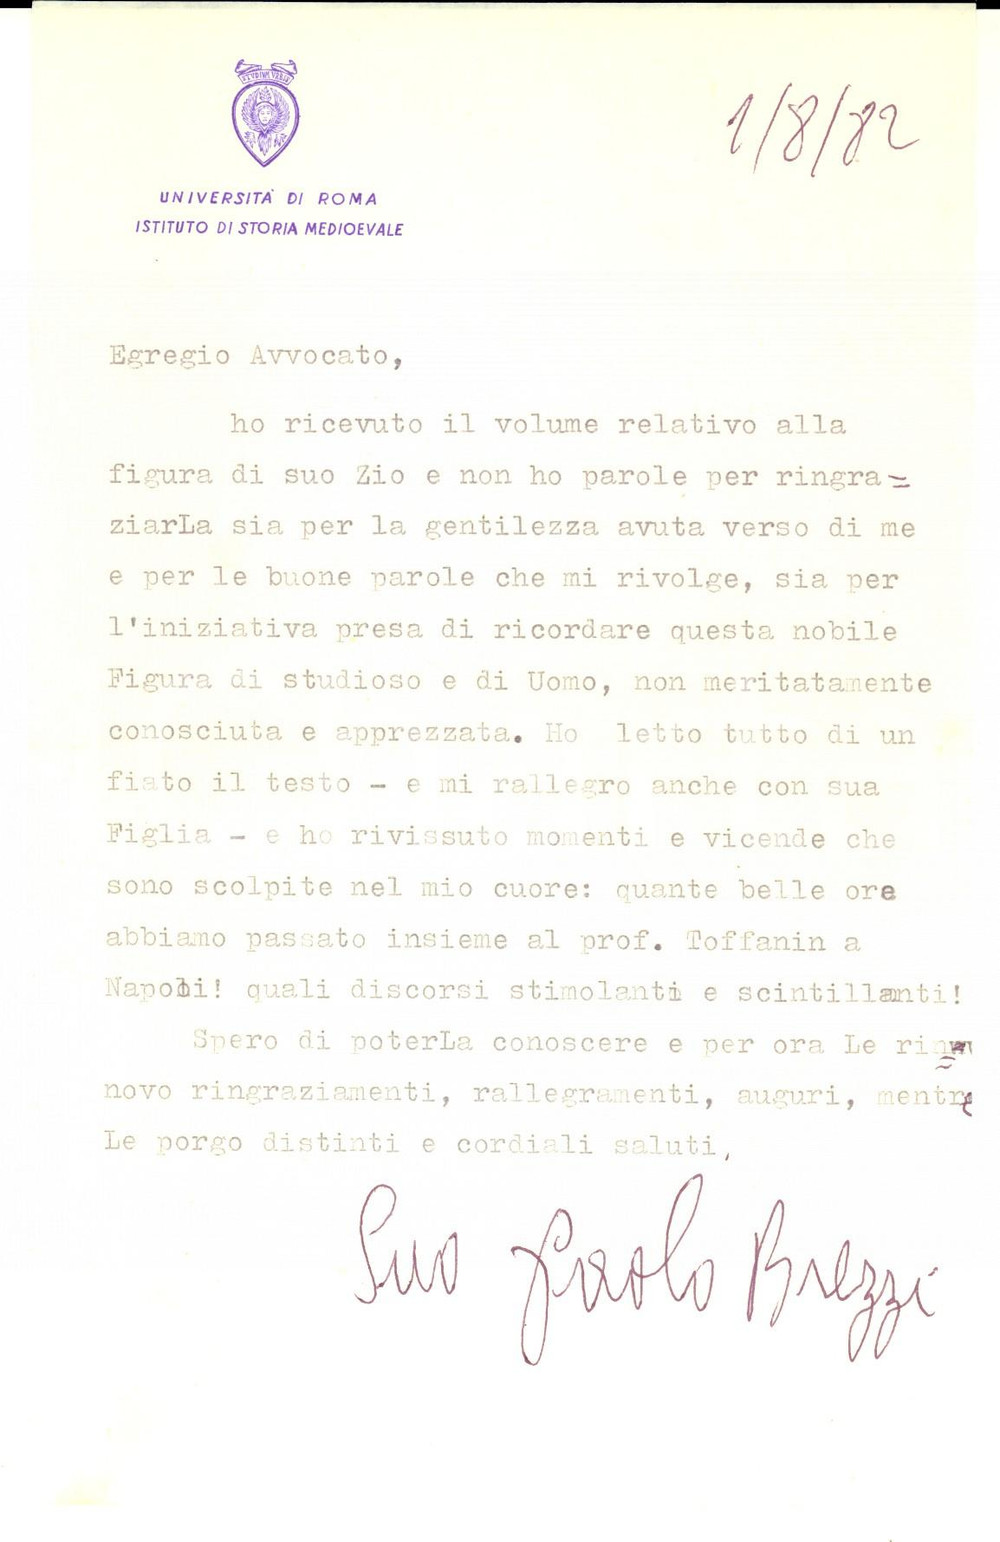 STUDIUM URBIS
1/8/82
UNIVERSITÀ DI ROMA
ISTITUTO DI STORIA MEDIOEVALE
Egregio Avvocato,
ho ricevuto il volume relativo alla
figura di suo Zio e non ho parole per ringra=
ziarLa sia per la gentilezza avuta verso di me
e per le buone parole che mi rivolge, sia per
l'iniziativa presa di ricordare questa nobile
Figura di studioso e di Uomo, non meritatamente
conosciuta e apprezzata. Ho letto tutto di un
fiato il testo - e mi rallegro anche con sua
Figlia - e ho rivissuto momenti e vicende che
sono scolpite nel mio cuore: quante belle ore
abbiamo passato insieme al prof. Toffanin a
Napoli! quali discorsi stimolanti e scintillanti!
Spero di poterLa conoscere e per ora Le rin=
novo ringraziamenti, rallegramenti, auguri, mentre
Le porgo distinti e cordiali saluti,
Suo Paolo Brezzi